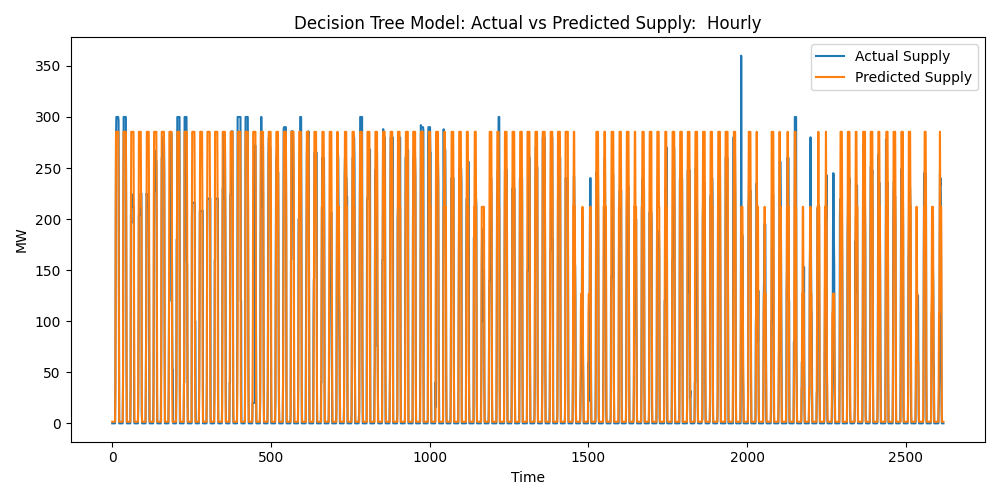 Decision Tree Model: Actual vs Predicted Supply:  Hourly
Actual Supply
Predicted Supply
350
300
250
200
150
100
50
0
MW
0 500 1000 1500 2000 2500
Time